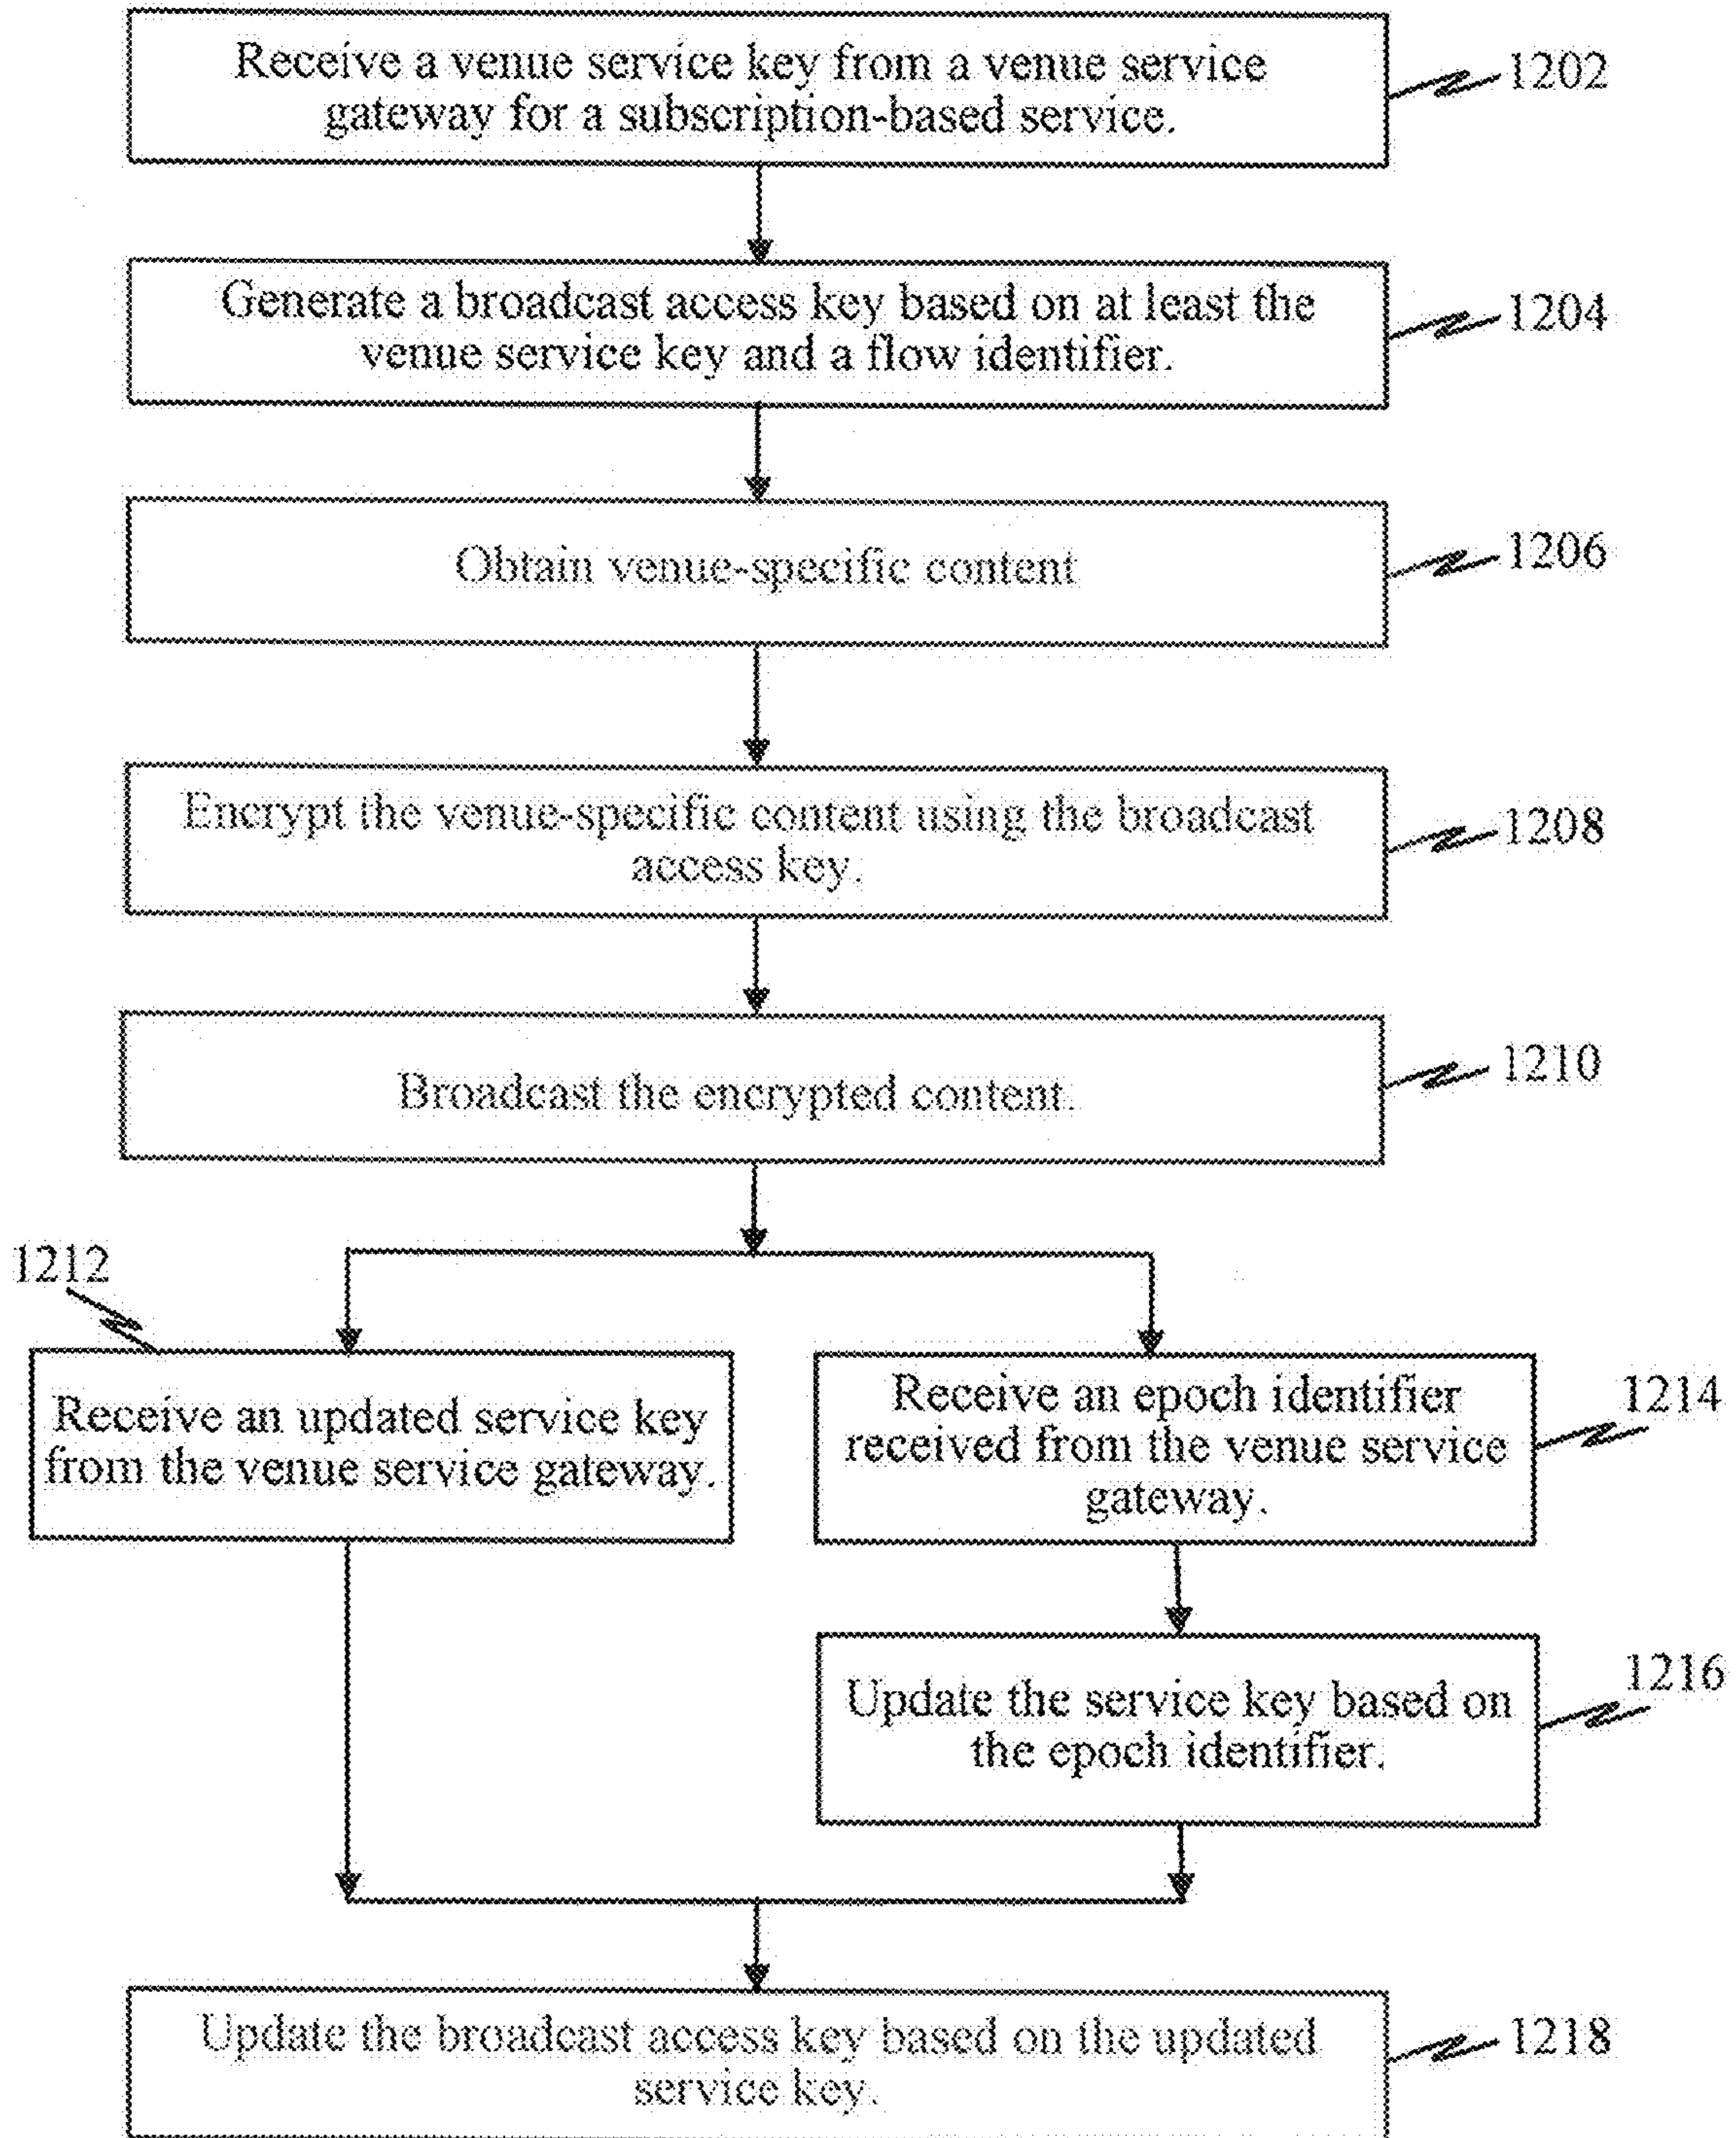 Receive a venue service key from a venue service
gateway for a subscription-based service.
1202
Generate a broadcast access key based on at least the
venue service key and a flow identifier.
1204
Obtain venue-specific content
1206
Encrypt the venue-specific content using the broadcast
access key.
1208
Broadcast the encrypted content.
1210
1212
Receive an updated service key
from the venue service gateway.
Receive an epoch identifier
received from the venue service
gateway.
1214
Update the service key based on
the epoch identifier.
1216
Update the broadcast access key based on the updated
service key.
1218